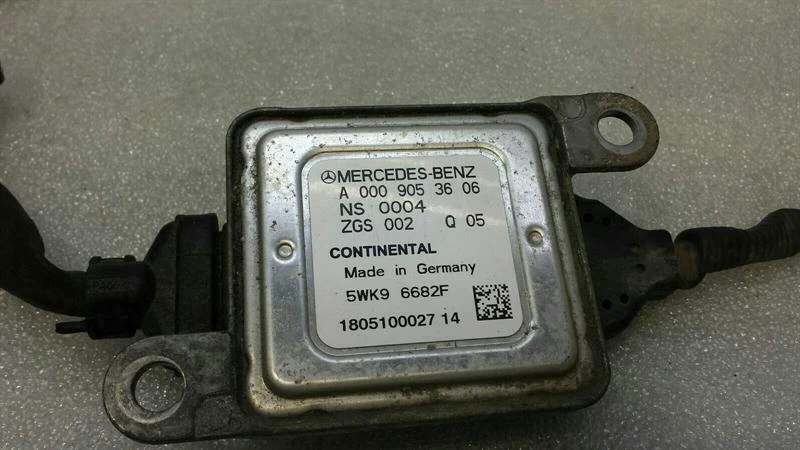 MERCEDES-BENZ
A 000 905 36 06
NS 0004
ZGS 002 Q 05
CONTINENTAL
Made in Germany
5WK9 6682F
1805100027 14